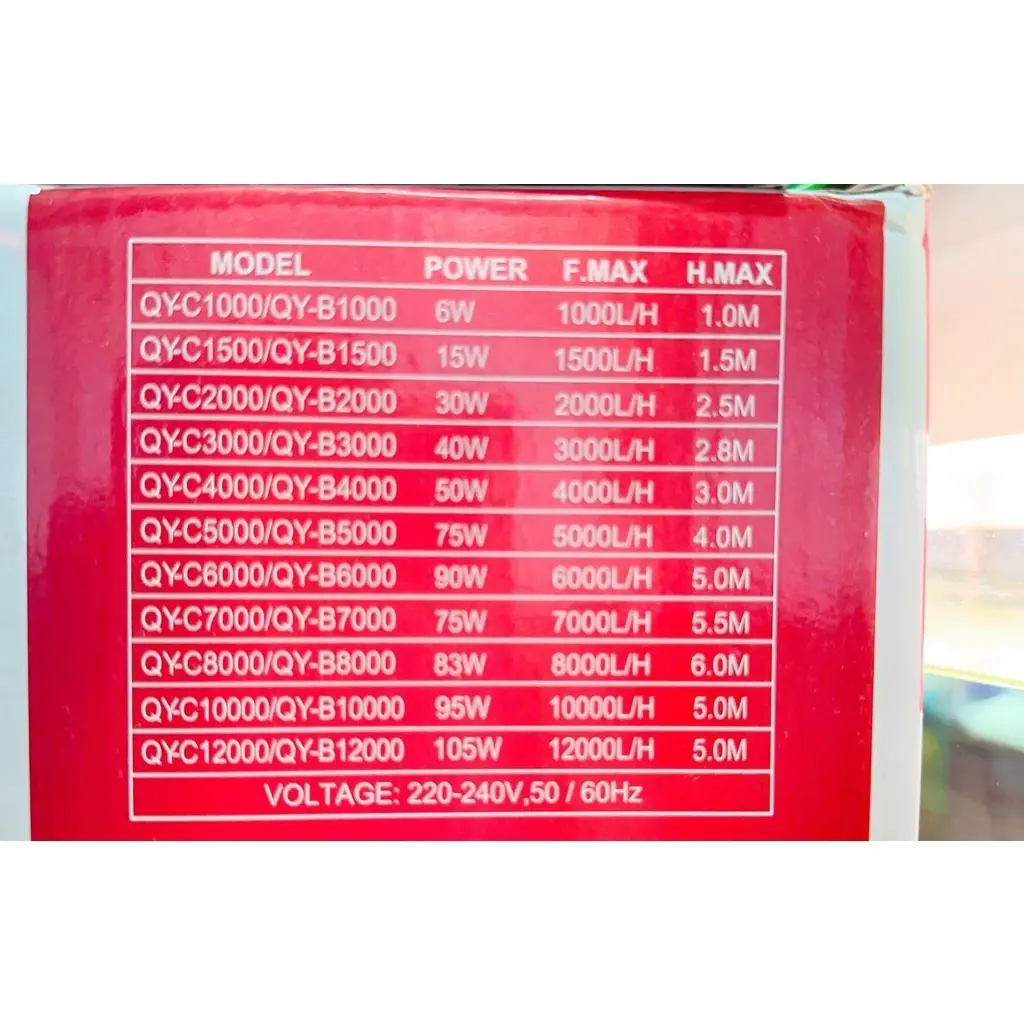 MODEL POWER F.MAX H.MAX
QY-C1000/QY-B1000 6W 1000L/H 1.0M
QY-C1500/QY-B1500 15W 1500L/H 1.5M
QY-C2000/QY-B2000 30W 2000L/H 2.5M
QY-C3000/QY-B3000 40W 3000L/H 2.8M
QY-C4000/QY-B4000 50W 4000L/H 3.0M
QY-C5000/QY-B5000 75W 5000L/H 4.0M
QY-C6000/QY-B6000 90W 6000L/H 5.0M
QY-C7000/QY-B7000 75W 7000L/H 5.5M
QY-C8000/QY-B8000 83W 8000L/H 6.0M
QY-C10000/QY-B10000 95W 10000L/H 5.0M
QY-C12000/QY-B12000 105W 12000L/H 5.0M
VOLTAGE: 220-240V,50 / 60Hz